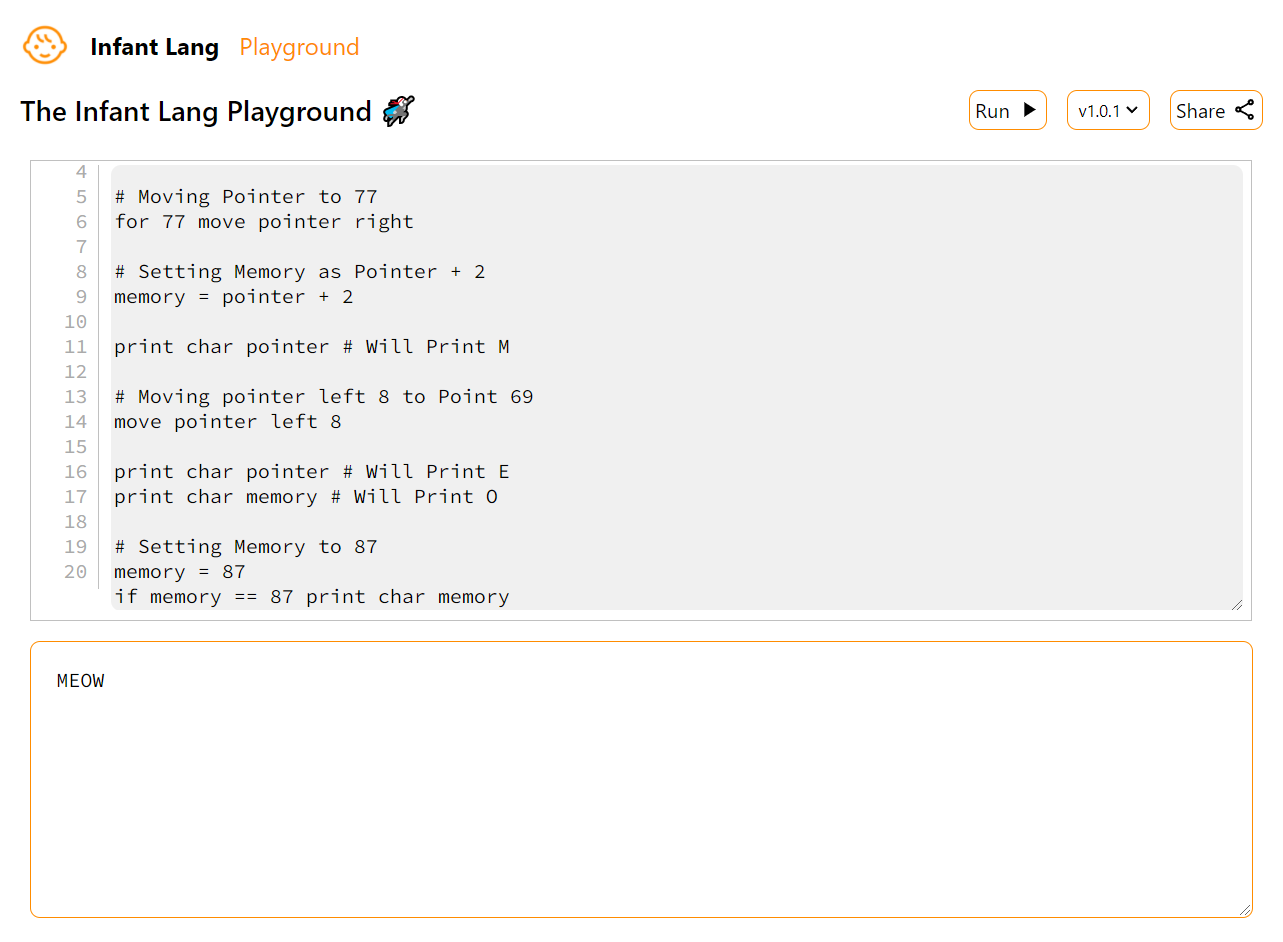 Infant Lang Playground
The Infant Lang Playground
Run
v1.0.1
Share
4
5 # Moving Pointer to 77
6 for 77 move pointer right
7
8 # Setting Memory as Pointer + 2
9 memory = pointer + 2
10
11 print char pointer # Will Print M
12
13 # Moving pointer left 8 to Point 69
14 move pointer left 8
15
16 print char pointer # Will Print E
17 print char memory # Will Print O
18
19 # Setting Memory to 87
20 memory = 87
if memory == 87 print char memory
MEOW